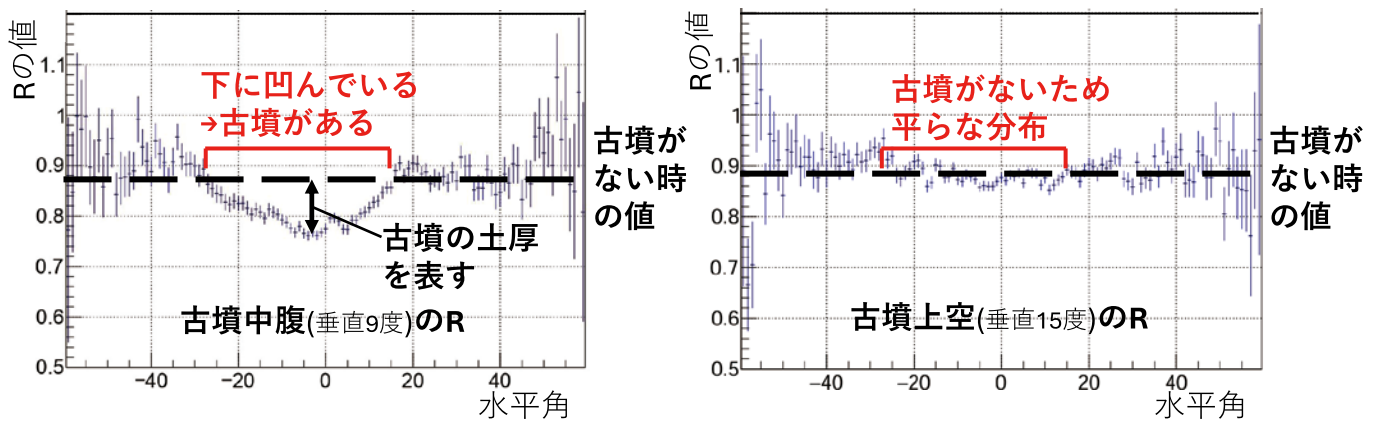 Rの値
1.1
1
0.9
0.8
0.7
0.6
0.5
下に凹んでいる
→古墳がある
古墳が
ない時
の値
古墳の土厚
を表す
古墳中腹(垂直9度)のR
−40
−20
0
20
40
水平角
Rの値
1.1
1
0.9
0.8
0.7
0.6
0.5
古墳がないため
平らな分布
古墳が
ない時
の値
古墳上空(垂直15度)のR
−40
−20
0
20
40
水平角